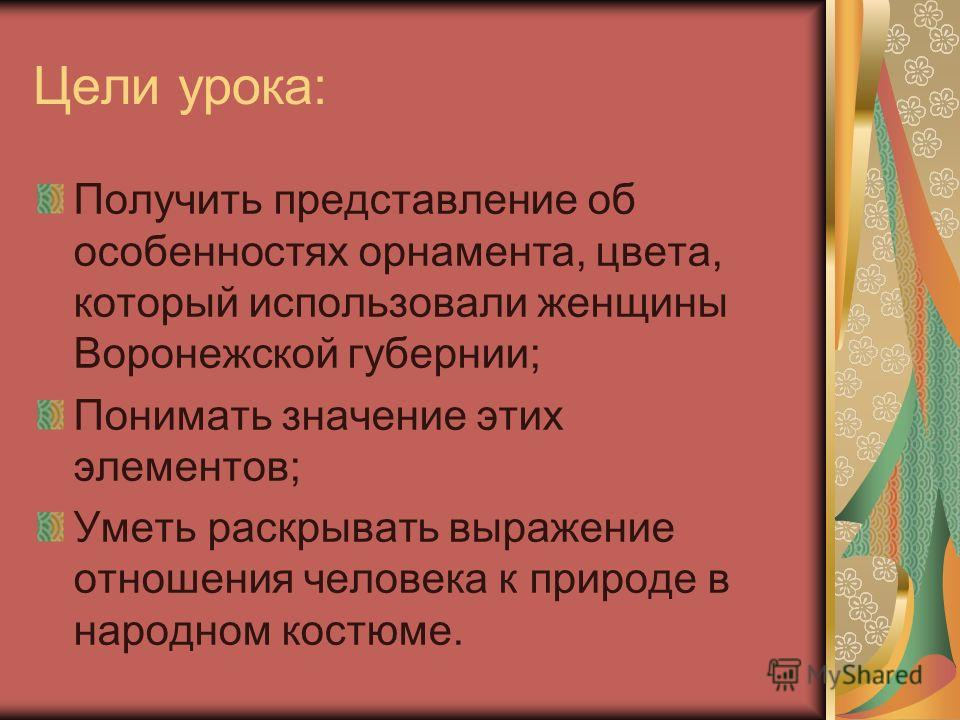 Цели урока:
Получить представление об
особенностях орнамента, цвета,
который использовали женщины
Воронежской губернии;
Понимать значение этих
элементов;
Уметь раскрывать выражение
отношения человека к природе в
народном костюме.
MyShared